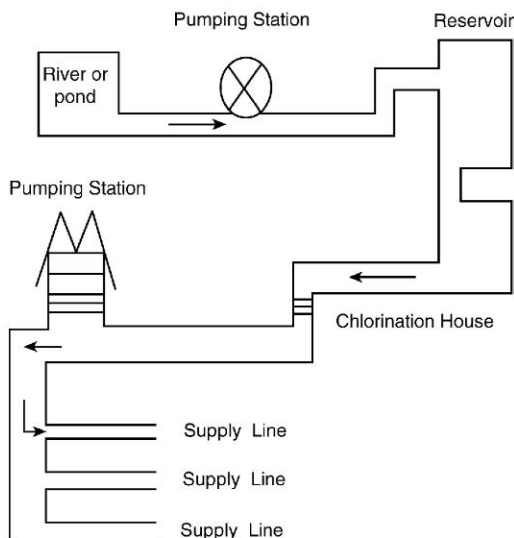 Pumping Station
Reservoir
River or
pond
Pumping Station
Chlorination House
Supply Line
Supply Line
Supply Line